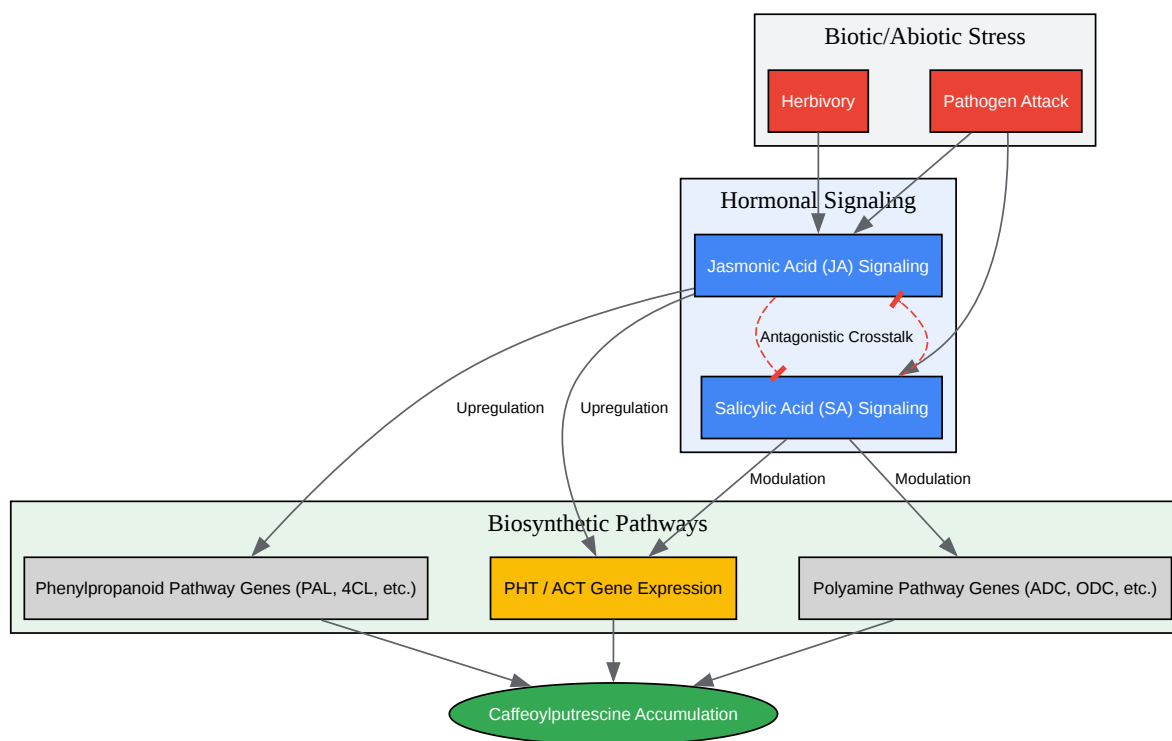 Biotic/Abiotic Stress
Herbivory
Pathogen Attack
Hormonal Signaling
Jasmonic Acid (JA) Signaling
Antagonistic Crosstalk
Salicylic Acid (SA) Signaling
Upregulation
Upregulation
Modulation
Modulation
Biosynthetic Pathways
Phenylpropanoid Pathway Genes (PAL, 4CL, etc.)
PHT / ACT Gene Expression
Polyamine Pathway Genes (ADC, ODC, etc.)
Caffeoylputrescine Accumulation